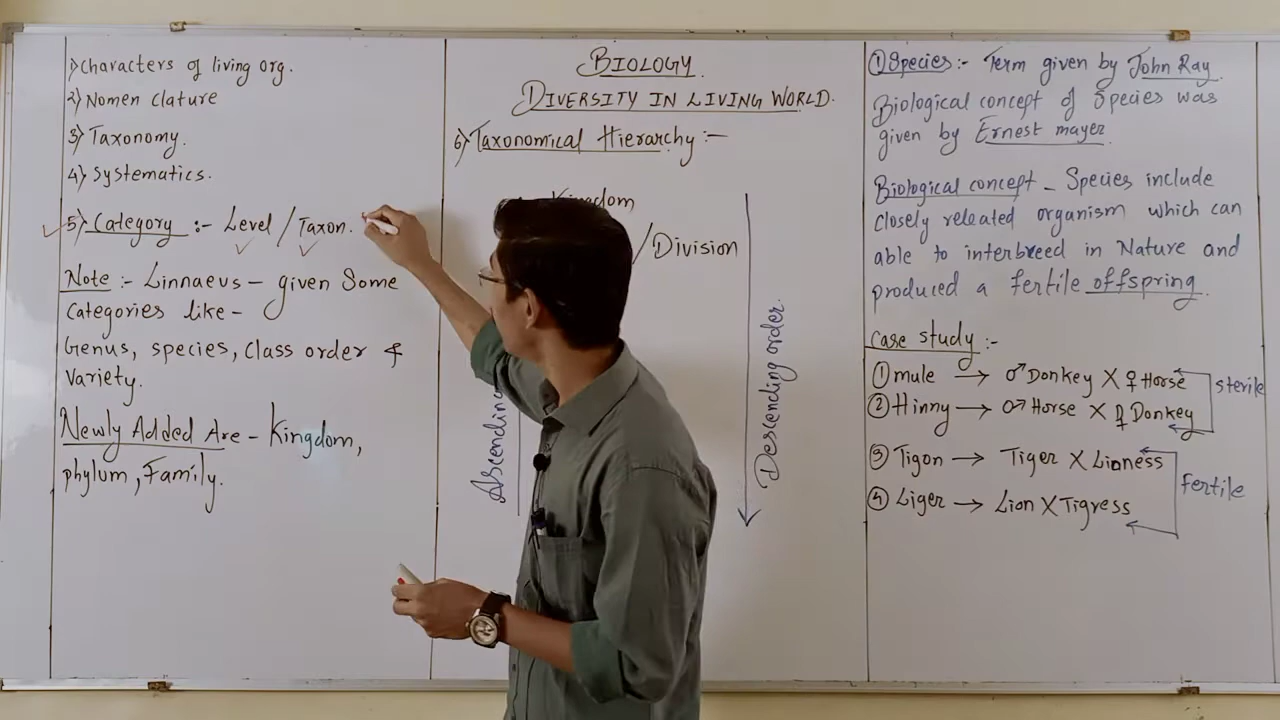 1) Characters of living org.
2) Nomen clature
3) Taxonomy.
4) Systematics.
5) Category :- Level / Taxon.
Note :- Linnaeus - given Some
Categories like -
Genus, species, Class order &
Variety.
Newly Added Are - Kingdom,
phylum, Family.
BIOLOGY
DIVERSITY IN LIVING WORLD.
6) Taxonomical Hierarchy :-
Kingdom
/ Division
Ascending
Descending order.
① Species :- Term given by John Ray
Biological concept of Species was
given by Ernest mayer
Biological concept - Species include
closely releated organism which can
able to interbreed in Nature and
produced a fertile offspring.
Case study :-
① mule → ♂ Donkey X ♀ Horse
② Hinny → ♂ Horse X ♀ Donkey
sterile
③ Tigon → Tiger X Lioness
④ Liger → Lion X Tigress
fertile